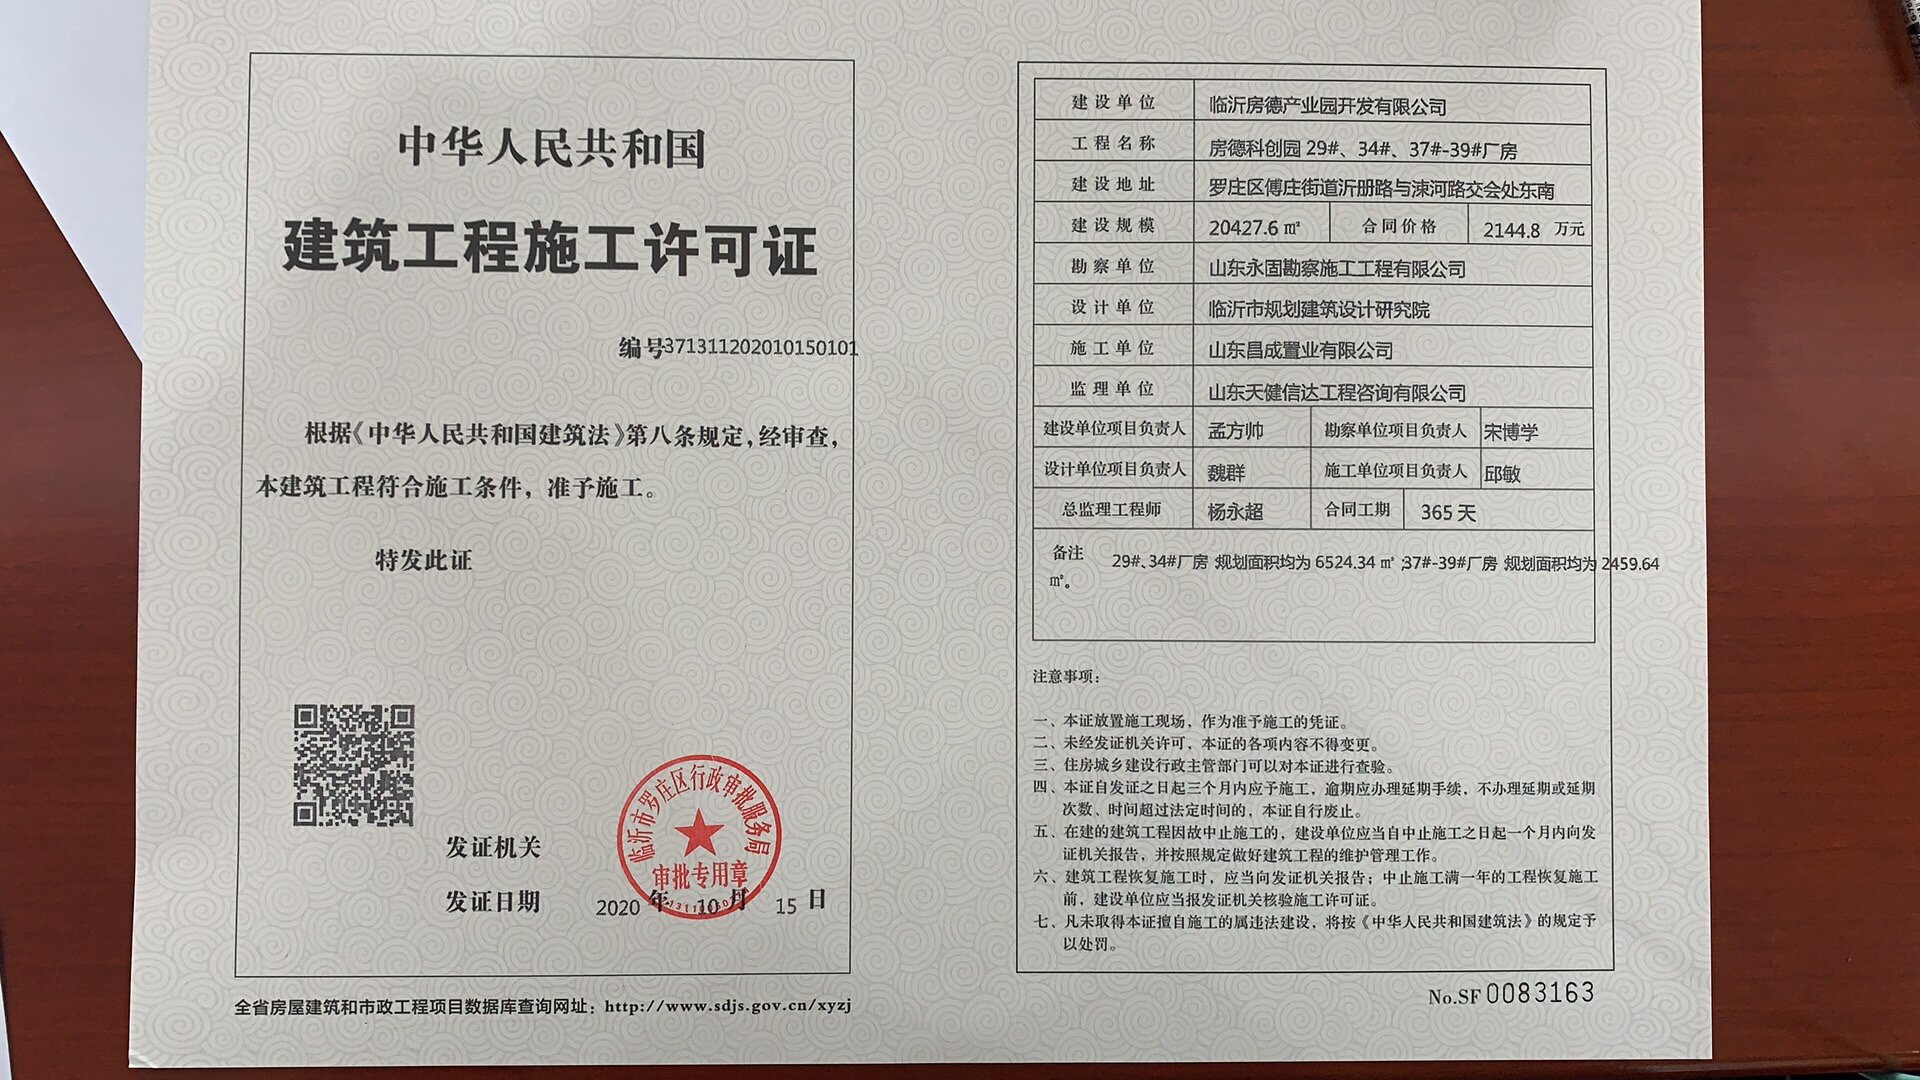 中华人民共和国
建筑工程施工许可证
编号371311202010150101
根据《中华人民共和国建筑法》第八条规定，经审查，
本建筑工程符合施工条件，准予施工。
特发此证
临沂市罗庄区行政审批服务局
审批专用章
发证机关
发证日期 2020 年 10 月 15 日
全省房屋建筑和市政工程项目数据库查询网址：http://www.sdjs.gov.cn/xyzj
建设单位 临沂房德产业园开发有限公司
工程名称 房德科创园 29#、34#、37#-39#厂房
建设地址 罗庄区傅庄街道沂册路与涑河路交会处东南
建设规模 20427.6 ㎡ 合同价格 2144.8 万元
勘察单位 山东永固勘察施工工程有限公司
设计单位 临沂市规划建筑设计研究院
施工单位 山东昌成置业有限公司
监理单位 山东天健信达工程咨询有限公司
建设单位项目负责人 孟方帅 勘察单位项目负责人 宋博学
设计单位项目负责人 魏群 施工单位项目负责人 邱敏
总监理工程师 杨永超 合同工期 365 天
备注 29#、34#厂房 ;规划面积均为 6524.34 ㎡ ;37#-39#厂房 ;规划面积均为 2459.64
㎡。
注意事项：
一、本证放置施工现场，作为准予施工的凭证。
二、未经发证机关许可，本证的各项内容不得变更。
三、住房城乡建设行政主管部门可以对本证进行查验。
四、本证自发证之日起三个月内应予施工，逾期应办理延期手续，不办理延期或延期
次数、时间超过法定时间的，本证自行废止。
五、在建的建筑工程因故中止施工的，建设单位应当自中止施工之日起一个月内向发
证机关报告，并按照规定做好建筑工程的维护管理工作。
六、建筑工程恢复施工时，应当向发证机关报告；中止施工满一年的工程恢复施工
前，建设单位应当报发证机关核验施工许可证。
七、凡未取得本证擅自施工的属违法建设，将按《中华人民共和国建筑法》的规定予
以处罚。
No.SF 0083163